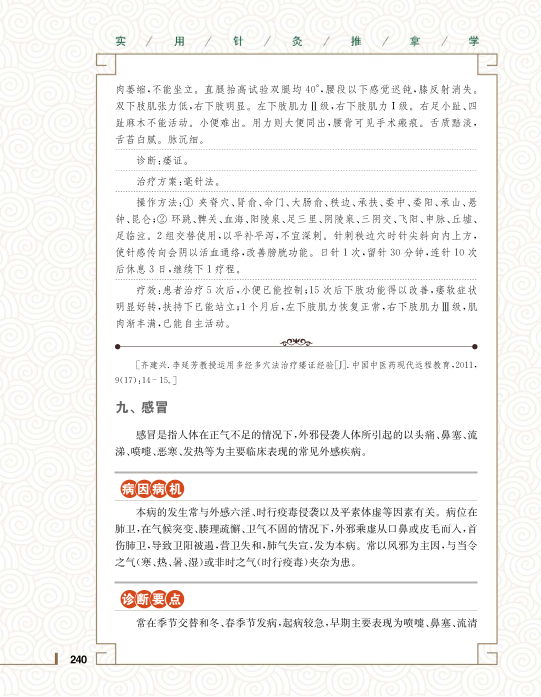 实 / 用 / 针 / 灸 / 推 / 拿 / 学
肉萎缩,不能坐立。直腿抬高试验双腿均 40°,腰段以下感觉迟钝,膝反射消失。
双下肢肌张力低,右下肢明显。左下肢肌力Ⅱ级,右下肢肌力Ⅰ级。右足小趾、四
趾麻木不能活动。小便难出。用力则大便同出,腰背可见手术瘢痕。舌质黯淡,
舌苔白腻。脉沉细。
诊断:痿证。
治疗方案:毫针法。
操作方法:① 夹脊穴、肾俞、命门、大肠俞、秩边、承扶、委中、委阳、承山、悬
钟、昆仑;② 环跳、髀关、血海、阳陵泉、足三里、阴陵泉、三阴交、飞阳、申脉、丘墟、
足临泣。2 组交替使用,以平补平泻,不宜深刺。针刺秩边穴时针尖斜向内上方,
使针感传向会阴以活血通络,改善膀胱功能。日针 1 次,留针 30 分钟,连针 10 次
后休息 3 日,继续下 1 疗程。
疗效:患者治疗 5 次后,小便已能控制;15 次后下肢功能得以改善,痿软症状
明显好转,扶持下已能站立;1 个月后,左下肢肌力恢复正常,右下肢肌力Ⅲ级,肌
肉渐丰满,已能自主活动。
[齐建兴.李延芳教授运用多经多穴法治疗痿证经验[J].中国中医药现代远程教育,2011,
9(17):14-15.]
九、感冒
感冒是指人体在正气不足的情况下,外邪侵袭人体所引起的以头痛、鼻塞、流
涕、喷嚏、恶寒、发热等为主要临床表现的常见外感疾病。
病因病机
本病的发生常与外感六淫、时行疫毒侵袭以及平素体虚等因素有关。病位在
肺卫,在气候突变、腠理疏懈、卫气不固的情况下,外邪乘虚从口鼻或皮毛而入,首
伤肺卫,导致卫阳被遏,营卫失和,肺气失宣,发为本病。常以风邪为主因,与当令
之气(寒、热、暑、湿)或非时之气(时行疫毒)夹杂为患。
诊断要点
常在季节交替和冬、春季节发病,起病较急,早期主要表现为喷嚏、鼻塞、流清
240